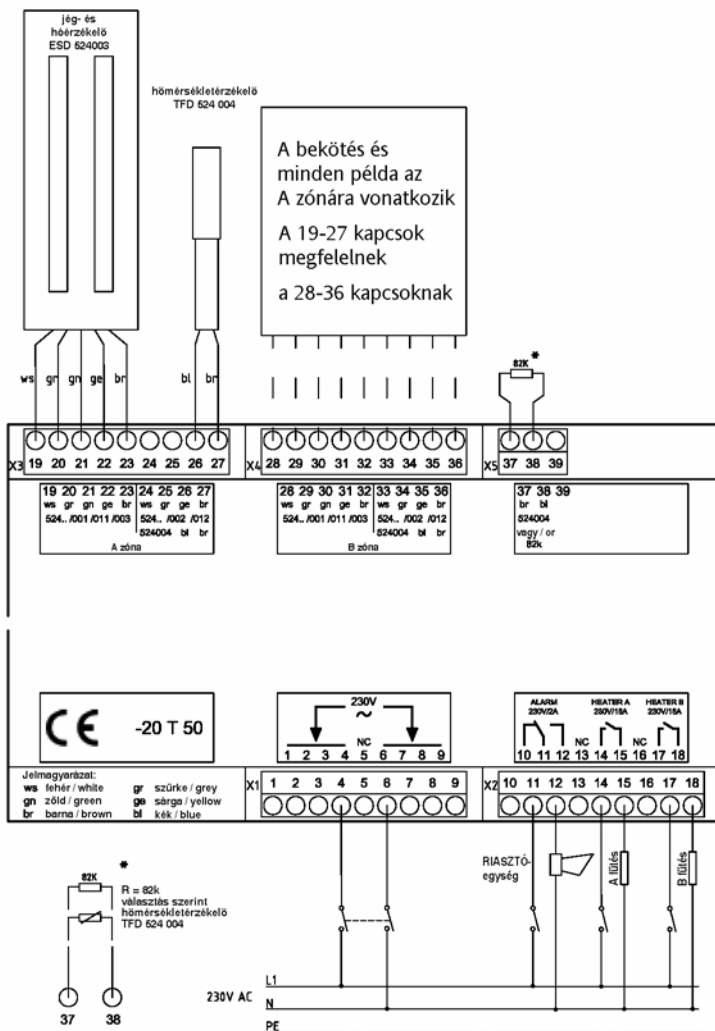 jég- és
hóérzékelő
ESD 524003
hőmérsékletérzékelő
TFD 524 004
A bekötés és
minden példa az
A zónára vonatkozik
A 19-27 kapcsok
megfelelnek
a 28-36 kapcsoknak
82K *
ws gr gn ge br bl br
X3 19 20 21 22 23 24 25 26 27 X4 28 29 30 31 32 33 34 35 36 X5 37 38 39
19 20 21 22 23 24 25 26 27
ws gr gn ge br ws gr ge br
524.. /001 /011 /003 524.. /002 /012
524004 bl br
A zóna
28 29 30 31 32 33 34 35 36
ws gr gn ge br ws gr ge br
524.. /001 /011 /003 524.. /002 /012
524004 bl br
B zóna
37 38 39
br bl
524004
vagy / or
82k
CE -20 T 50
230V
~
NC
1 2 3 4 5 6 7 8 9
ALARM HEATER A HEATER B
230V/2A 230V/16A 230V/16A
NC NC
10 11 12 13 14 15 16 17 18
Jelmagyarázat:
ws fehér / white gr szürke / grey
gn zöld / green ge sárga / yellow
br barna / brown bl kék / blue
X1 1 2 3 4 5 6 7 8 9 X2 10 11 12 13 14 15 16 17 18
*
82K
R = 82k
választás szerint
hőmérsékletérzékelő
TFD 524 004
37 38
RIASZTÓ-
egység
A fűtés
B fűtés
230V AC
L1
N
PE